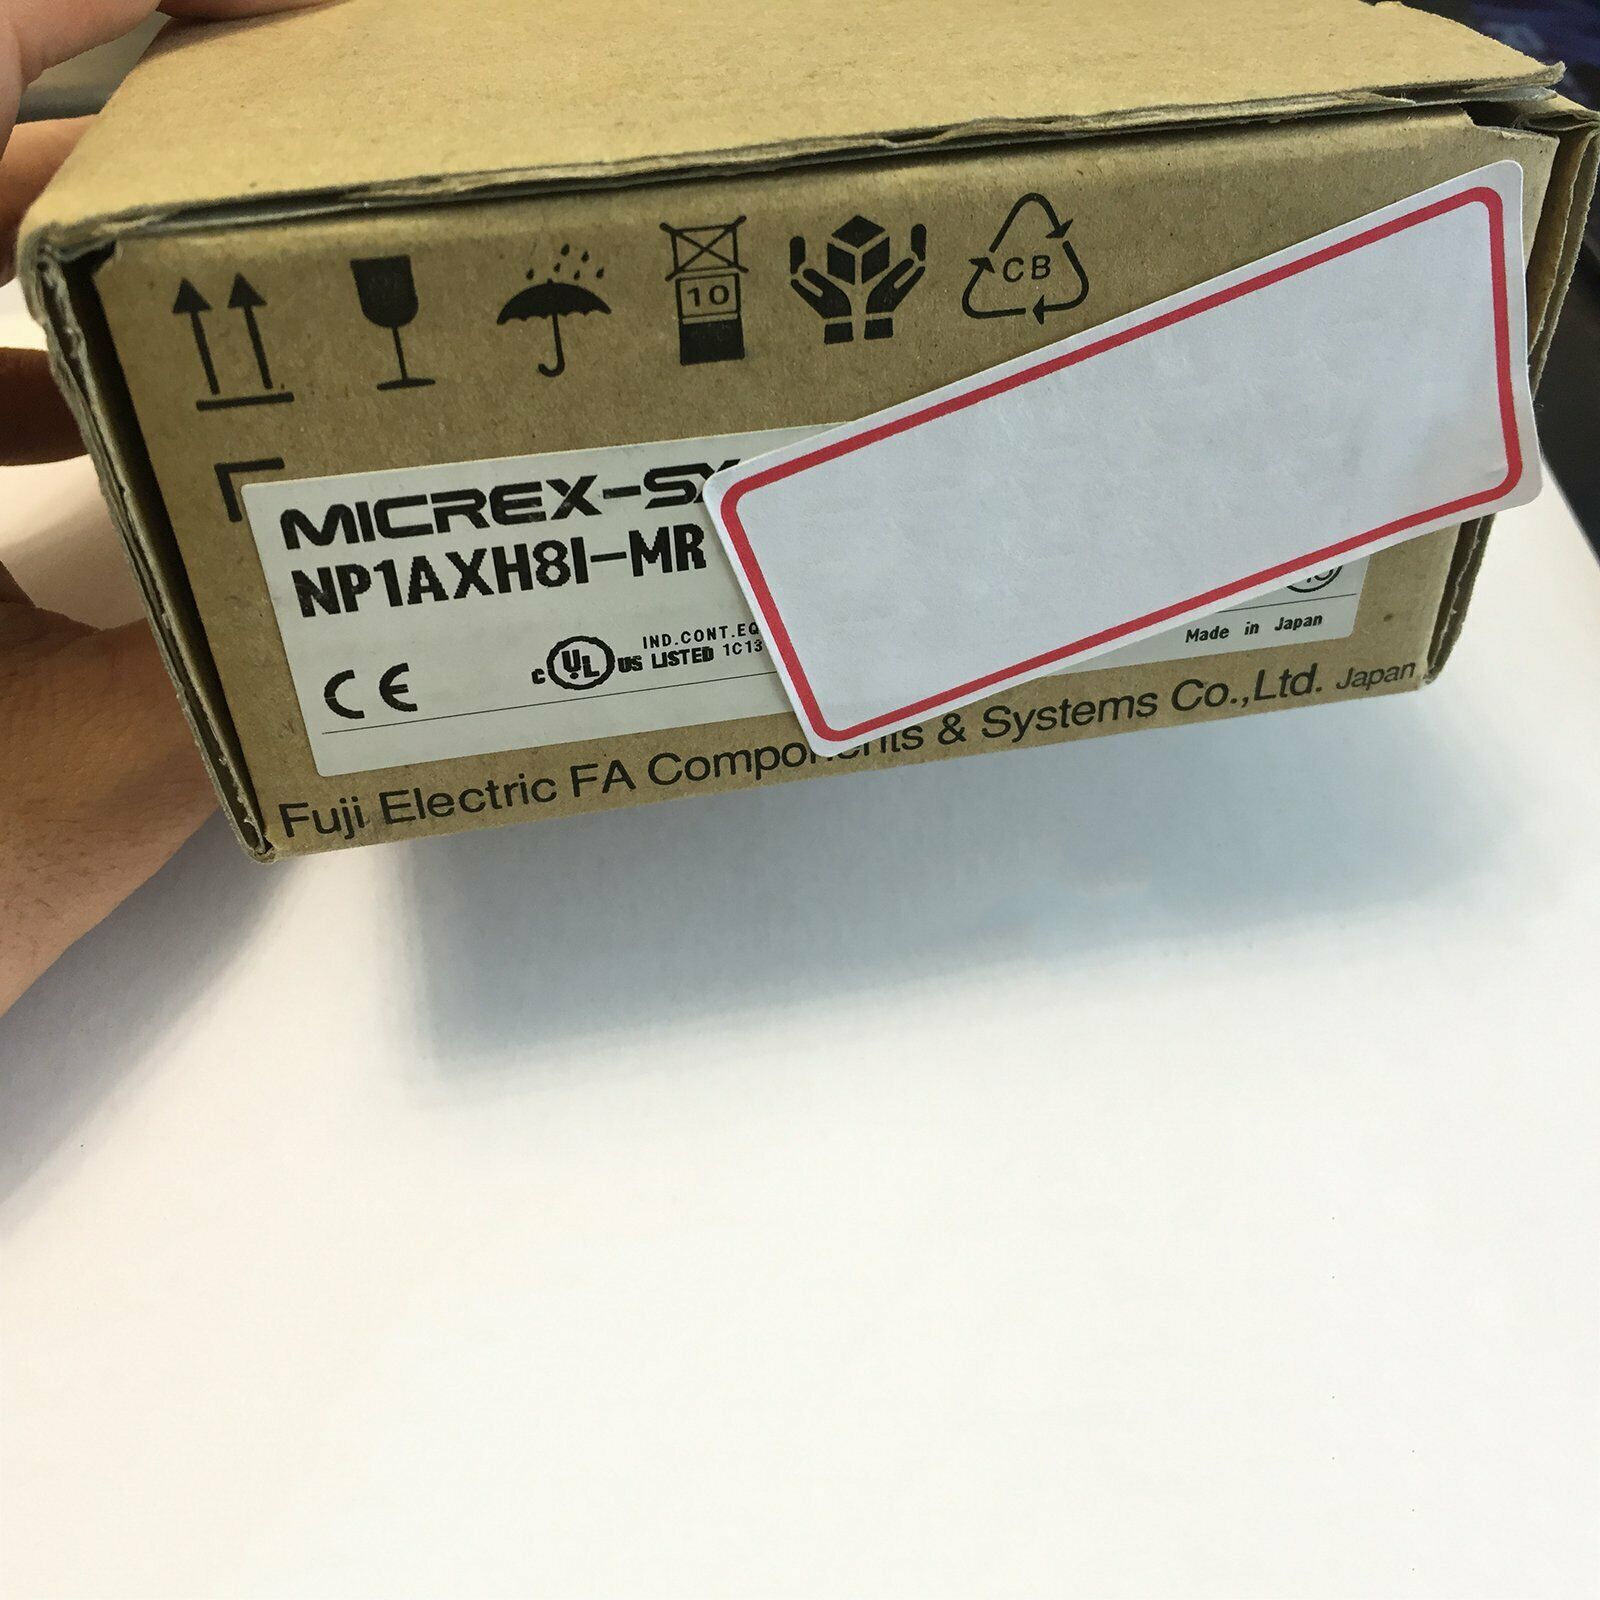 10
CB
MICREX-SX
NP1AXH8I-MR
IND.CONT.EQ
c UL US LISTED 1C13
CE
Made in Japan
Fuji Electric FA Components & Systems Co.,Ltd. Japan